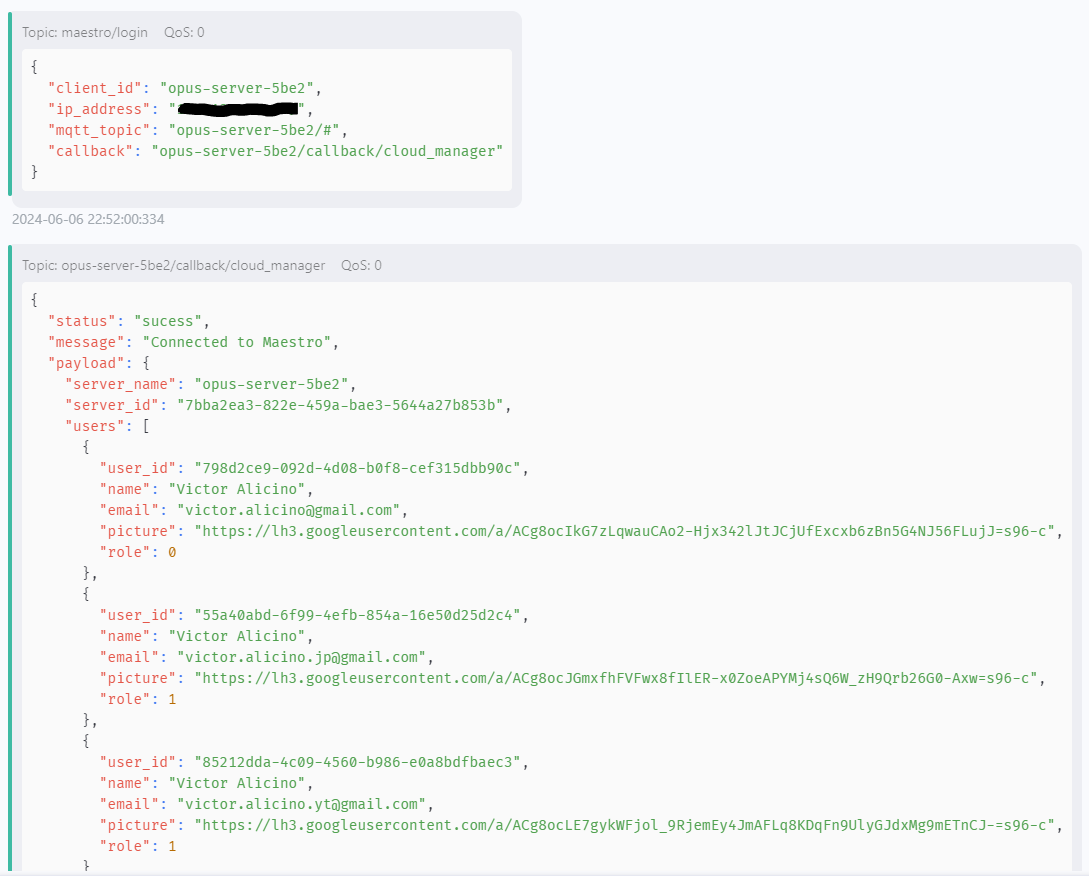 Topic: maestro/login QoS: 0
{
"client_id": "opus-server-5be2",
"ip_address": "",
"mqtt_topic": "opus-server-5be2/#",
"callback": "opus-server-5be2/callback/cloud_manager"
}
2024-06-06 22:52:00:334
Topic: opus-server-5be2/callback/cloud_manager QoS: 0
{
"status": "sucess",
"message": "Connected to Maestro",
"payload": {
"server_name": "opus-server-5be2",
"server_id": "7bba2ea3-822e-459a-bae3-5644a27b853b",
"users": [
{
"user_id": "798d2ce9-092d-4d08-b0f8-cef315dbb90c",
"name": "Victor Alicino",
"email": "victor.alicino@gmail.com",
"picture": "https://lh3.googleusercontent.com/a/ACg8ocIkG7zLqwauCAo2-Hjx342lJtJCjUfExcxb6zBn5G4NJ56FLujJ=s96-c",
"role": 0
},
{
"user_id": "55a40abd-6f99-4efb-854a-16e50d25d2c4",
"name": "Victor Alicino",
"email": "victor.alicino.jp@gmail.com",
"picture": "https://lh3.googleusercontent.com/a/ACg8ocJGmxfhFVFwx8fIlER-x0ZoeAPYMj4sQ6W_zH9Qrb26G0-Axw=s96-c",
"role": 1
},
{
"user_id": "85212dda-4c09-4560-b986-e0a8bdfbaec3",
"name": "Victor Alicino",
"email": "victor.alicino.yt@gmail.com",
"picture": "https://lh3.googleusercontent.com/a/ACg8ocLE7gykWFjol_9RjemEy4JmAFLq8KDqFn9UlyGJdxMg9mETnCJ-=s96-c",
"role": 1
}